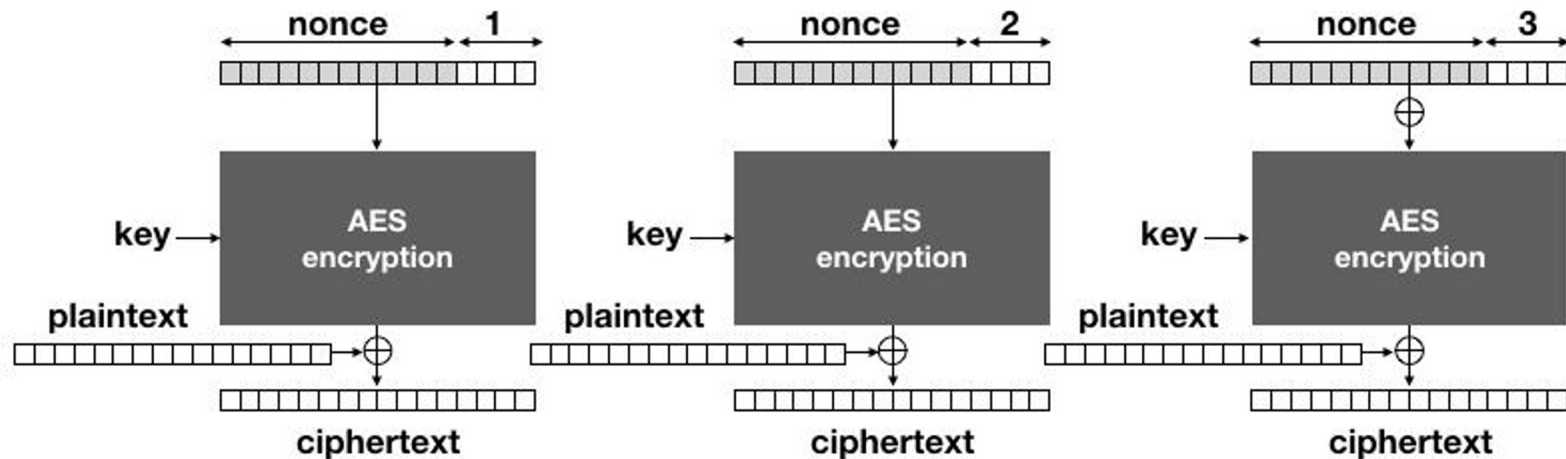 nonce 1 nonce 2 nonce 3
AES AES AES
key encryption key encryption key encryption
plaintext plaintext plaintext
ciphertext ciphertext ciphertext